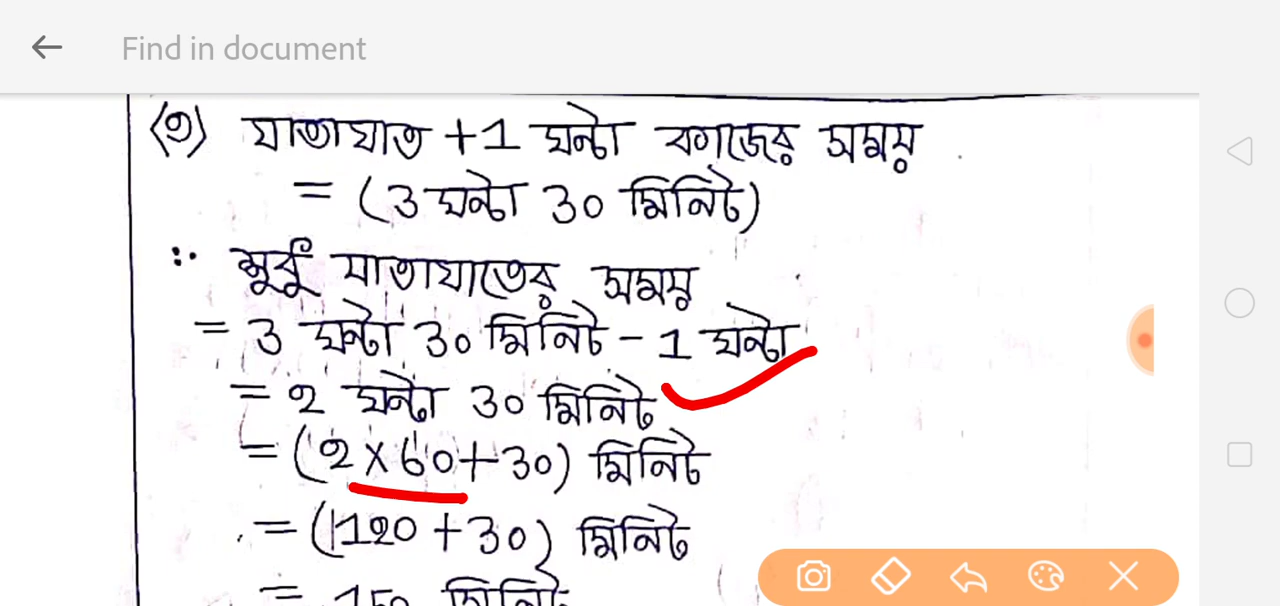 Find in document
(৩) যাতায়াত + 1 ঘন্টা কাজের সময়
= (3 ঘন্টা 30 মিনিট)
∴ শুধু যাতায়াতের সময়
= 3 ঘন্টা 30 মিনিট - 1 ঘন্টা
= 2 ঘন্টা 30 মিনিট
= (2 x 60 + 30) মিনিট
= (120 + 30) মিনিট
= 150 মিনিট